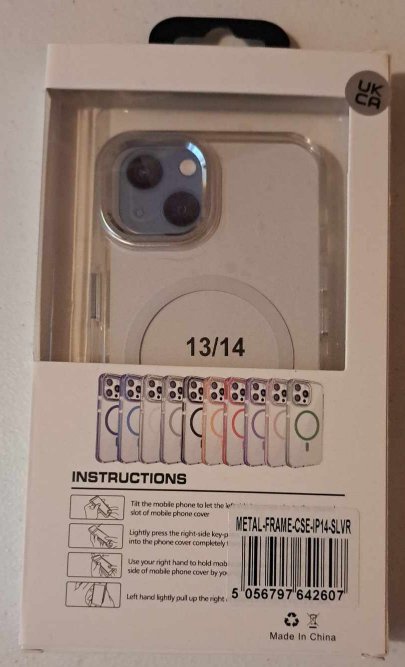 UK
CA
13/14
INSTRUCTIONS
Tilt the mobile phone to let the
slot of mobile phone cover
METAL-FRAME-CSE-IP14-SLVR
Lightly press the right-side
into the phone cover completely
Use your right hand to hold
side of mobile phone cover by
5 056797 642607
Left hand lightly pull up the right
Made in China